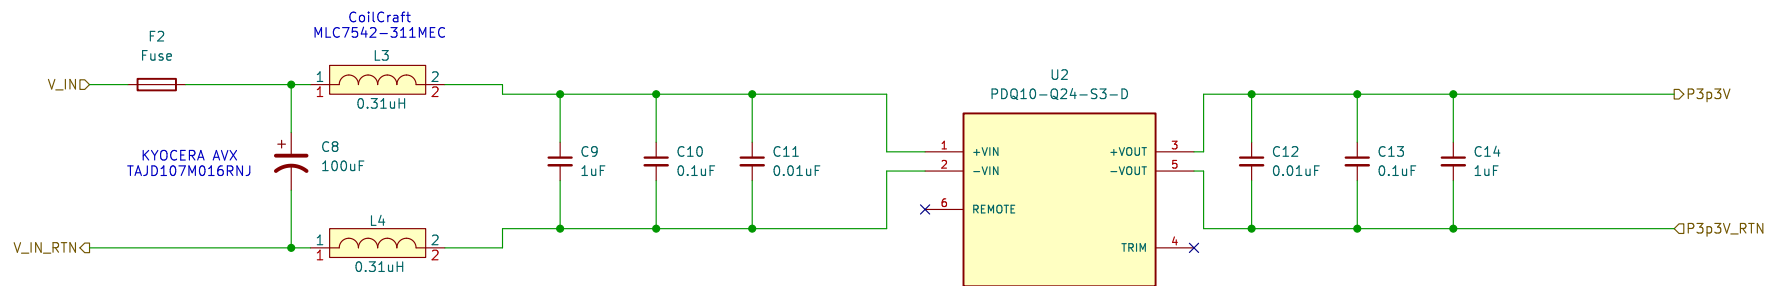 CoilCraft
MLC7542-311MEC
F2
Fuse
L3
V_IN
1
1
2
2
0.31uH
KYOCERA AVX
TAJD107M016RNJ
+
C8
100uF
L4
V_IN_RTN
1
1
2
2
0.31uH
C9
1uF
C10
0.1uF
C11
0.01uF
U2
PDQ10-Q24-S3-D
1
+VIN
2
-VIN
6
REMOTE
+VOUT
3
-VOUT
5
TRIM
4
C12
0.01uF
C13
0.1uF
C14
1uF
P3p3V
P3p3V_RTN